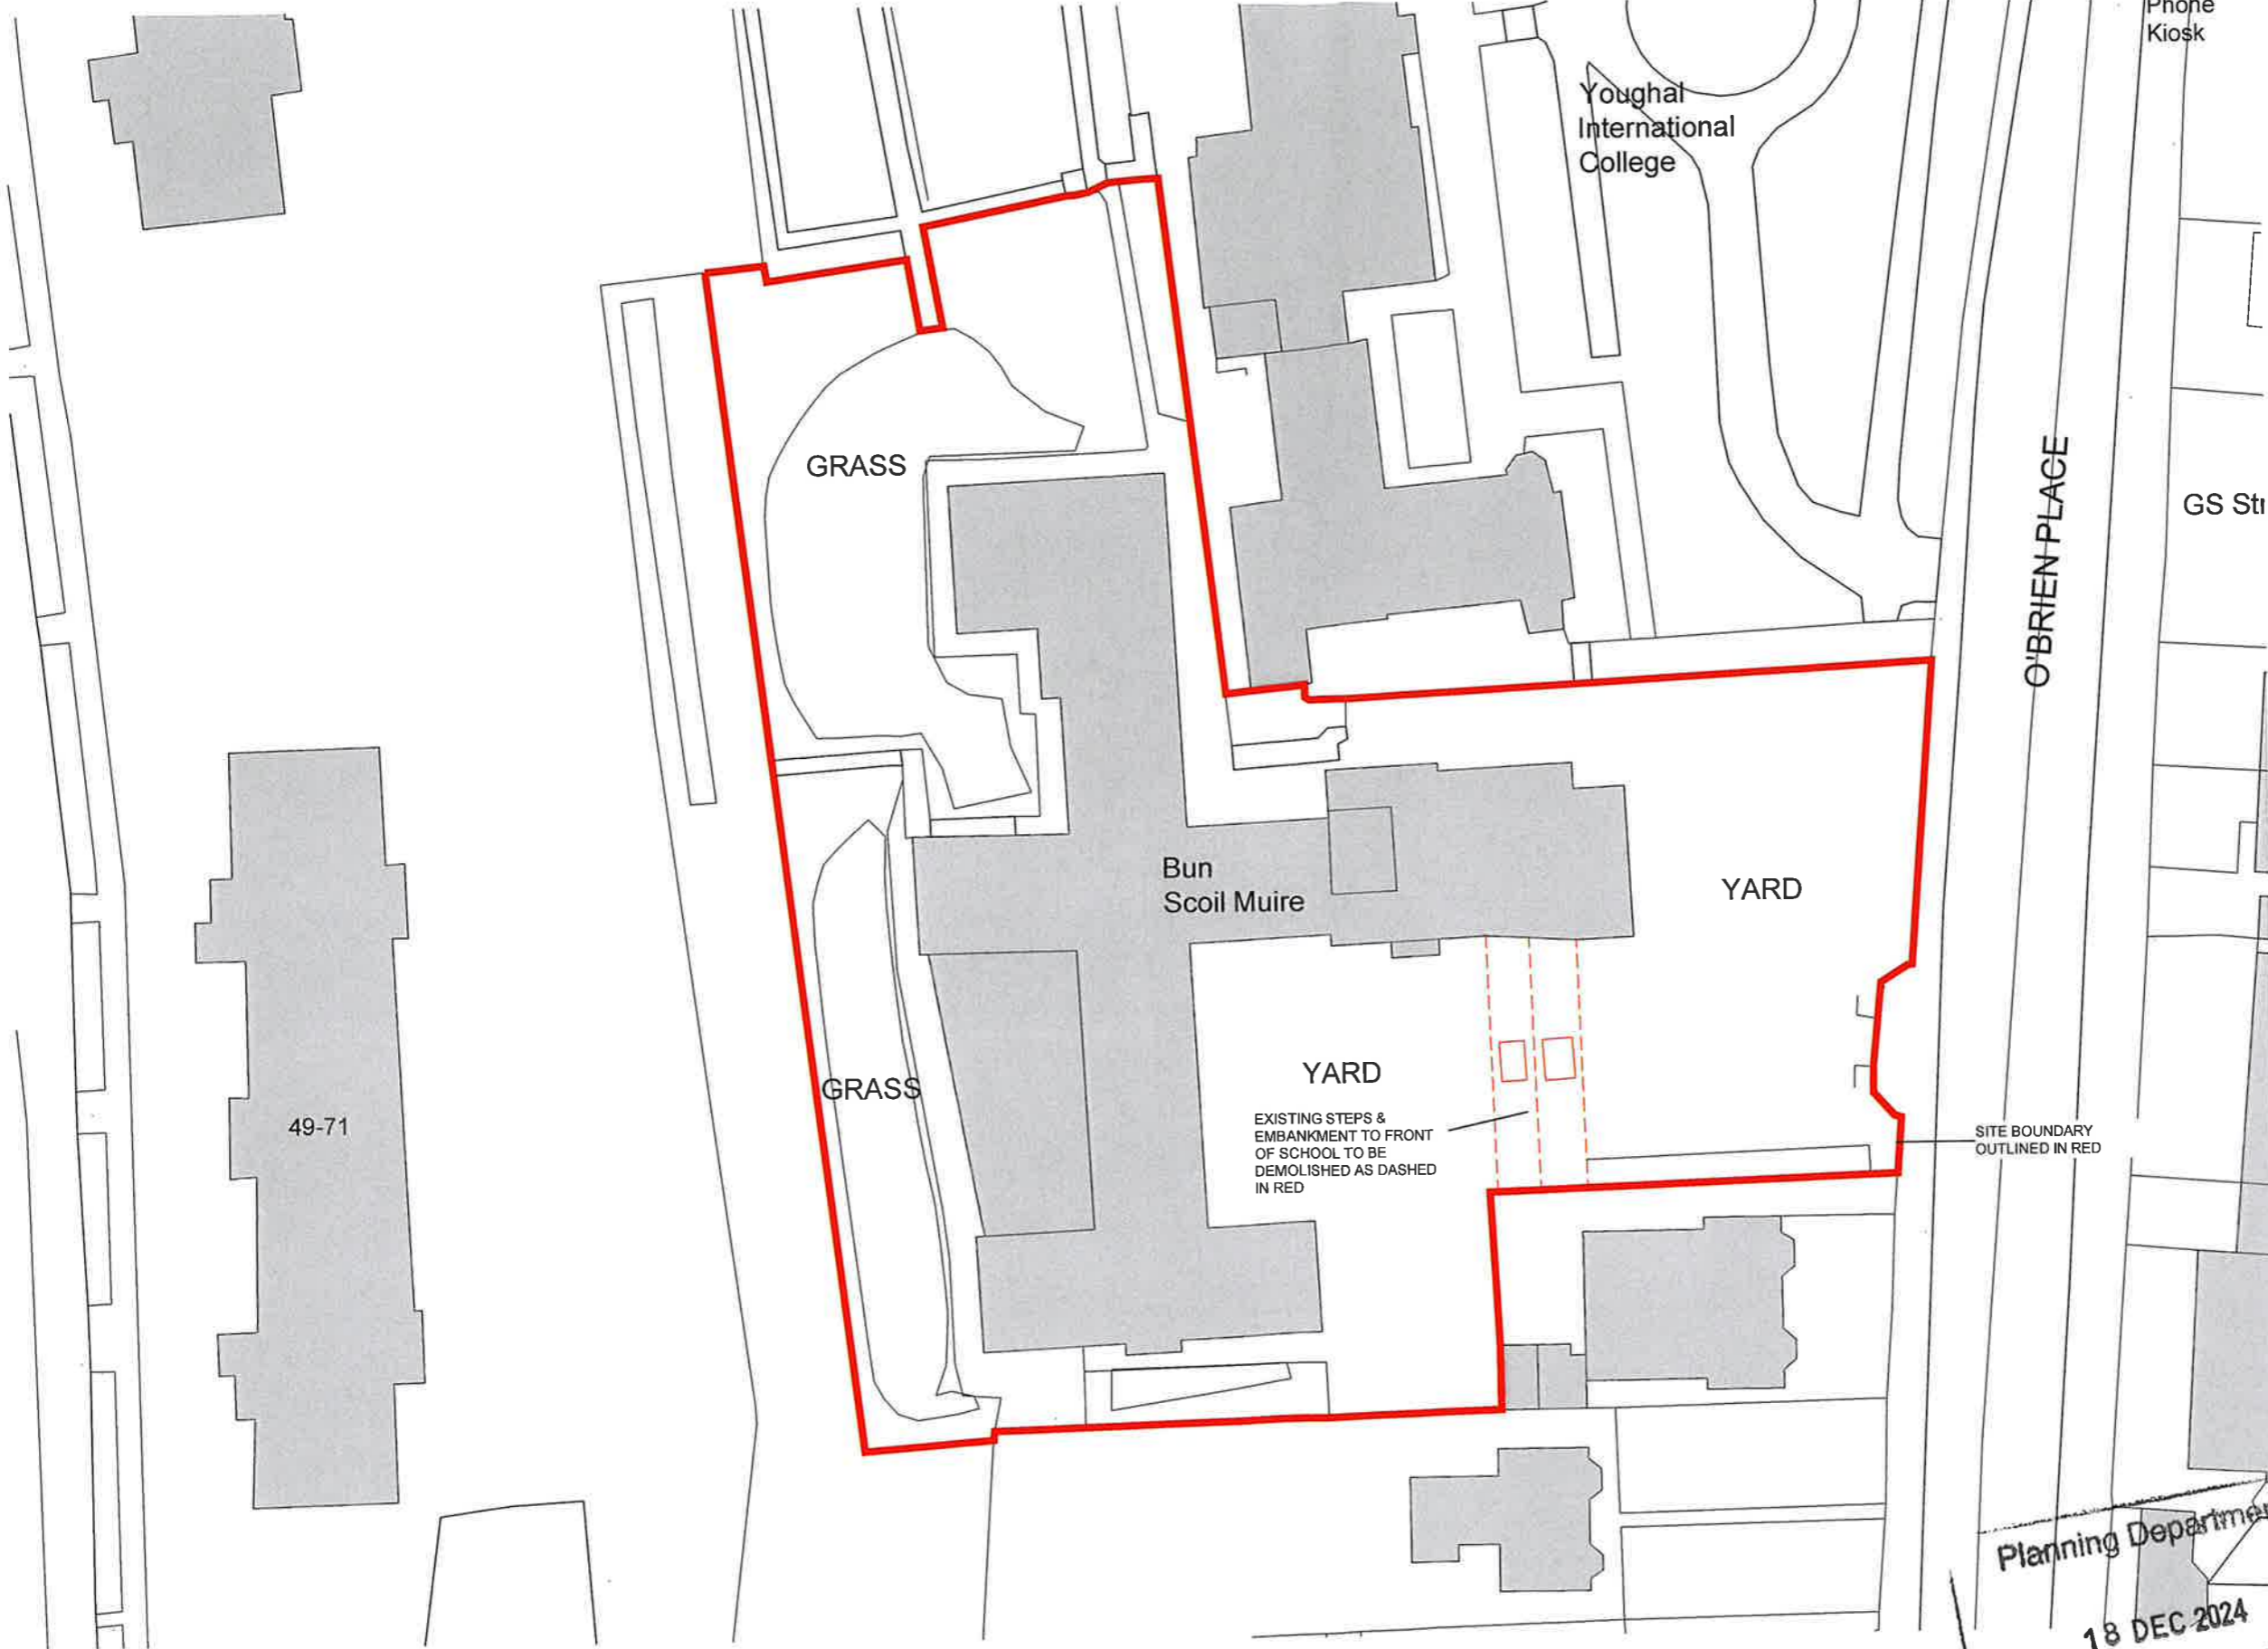 Phone
Kiosk
Youghal
International
College
GRASS
O'BRIEN PLACE
GS
Bun
Scoil Muire
YARD
GRASS
YARD
49-71
EXISTING STEPS &
EMBANKMENT TO FRONT
OF SCHOOL TO BE
DEMOLISHED AS DASHED
IN RED
SITE BOUNDARY
OUTLINED IN RED
Planning
18 DEC 2024